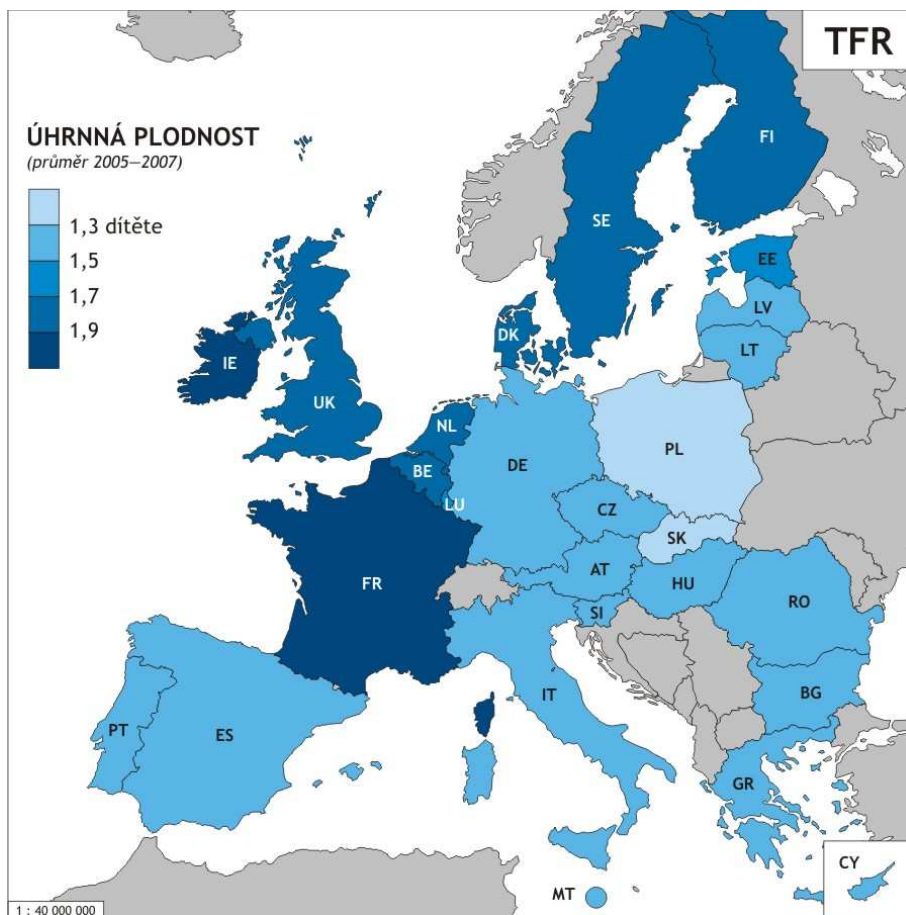 TFR
ÚHRNNÁ PLODNOST
(průměr 2005—2007)
1,3 dítěte
1,5
1,7
1,9
FI
SE
EE
LV
LT
DK
IE
UK
NL
BE
LU
DE
PL
CZ
SK
AT
HU
SI
RO
FR
BG
IT
PT
ES
GR
MT
CY
1 : 40 000 000